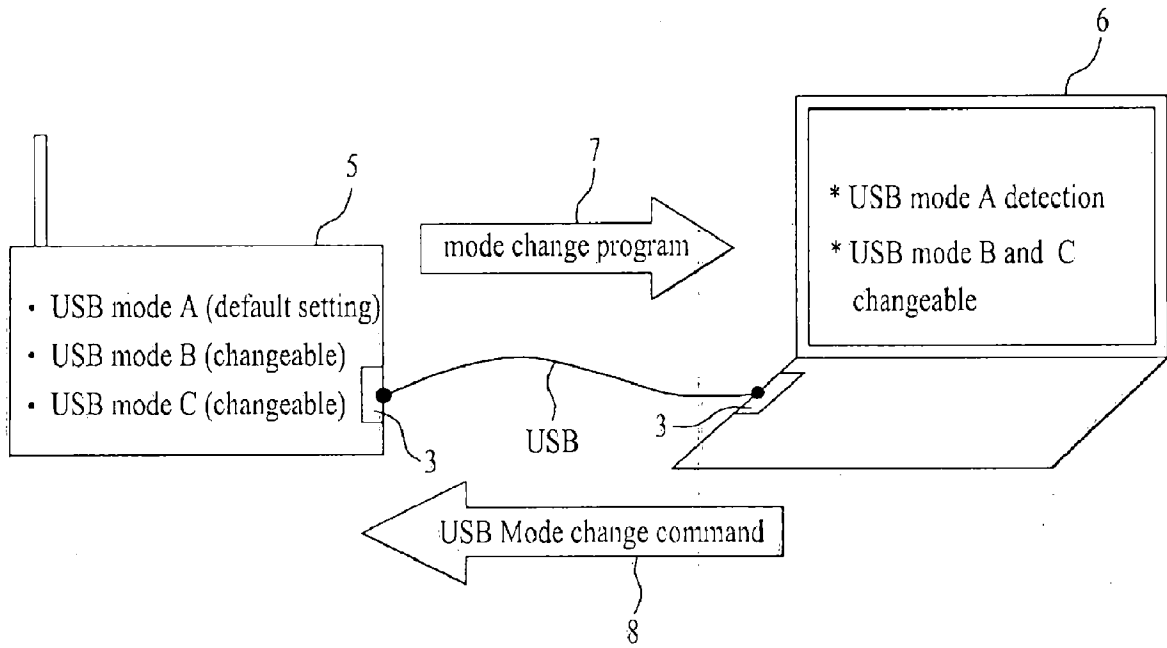 6
5
7
mode change program
* USB mode A detection
* USB mode B and C
changeable
• USB mode A (default setting)
• USB mode B (changeable)
• USB mode C (changeable)
3
USB
3
USB Mode change command
8